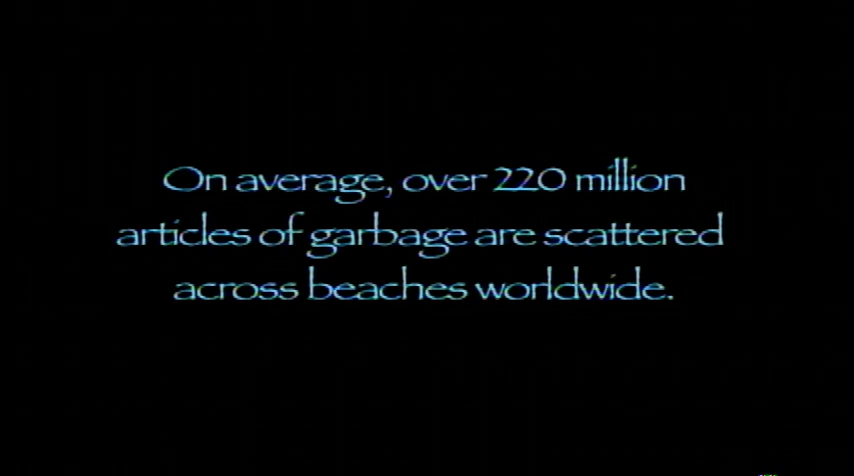 On average, over 220 million
articles of garbage are scattered
across beaches worldwide.